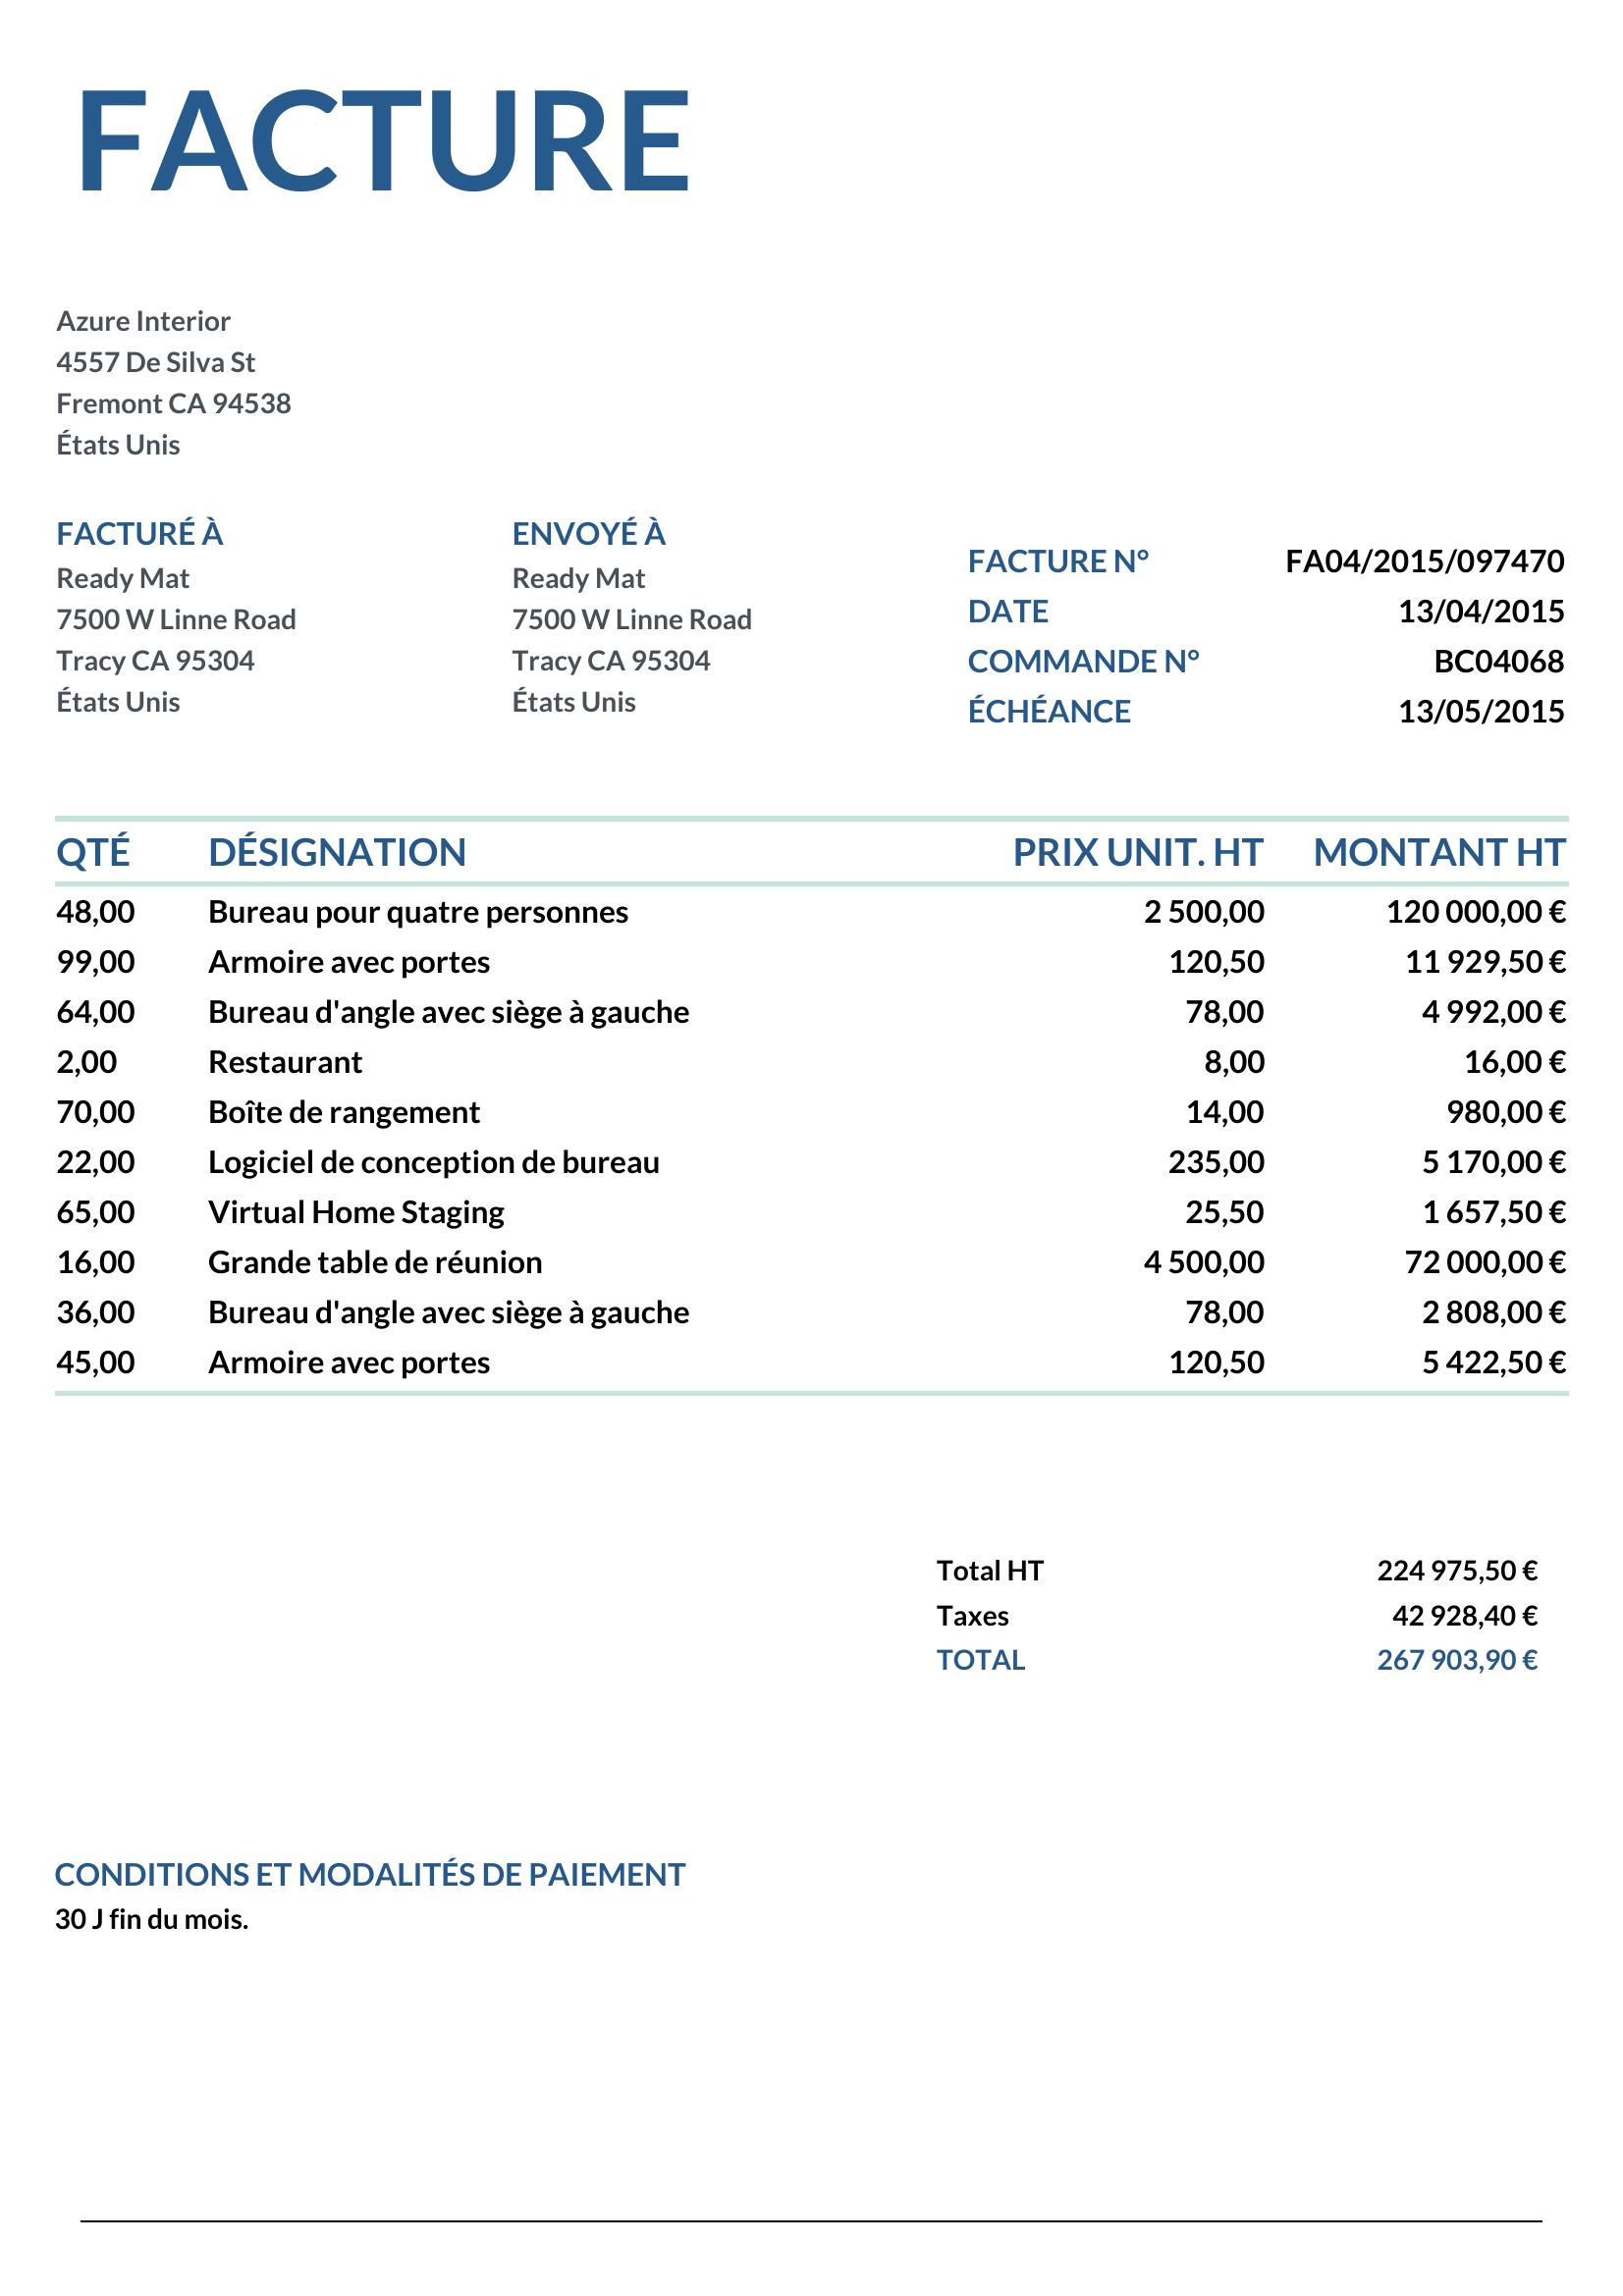 FACTURE
Azure Interior
4557 De Silva St
Fremont CA 94538
États Unis
FACTURÉ À
Ready Mat
7500 W Linne Road
Tracy CA 95304
États Unis
ENVOYÉ À
Ready Mat
7500 W Linne Road
Tracy CA 95304
États Unis
FACTURE N° FA04/2015/097470
DATE 13/04/2015
COMMANDE N° BC04068
ÉCHÉANCE 13/05/2015
QTÉ DÉSIGNATION PRIX UNIT. HT MONTANT HT
48,00 Bureau pour quatre personnes 2 500,00 120 000,00 €
99,00 Armoire avec portes 120,50 11 929,50 €
64,00 Bureau d'angle avec siège à gauche 78,00 4 992,00 €
2,00 Restaurant 8,00 16,00 €
70,00 Boîte de rangement 14,00 980,00 €
22,00 Logiciel de conception de bureau 235,00 5 170,00 €
65,00 Virtual Home Staging 25,50 1 657,50 €
16,00 Grande table de réunion 4 500,00 72 000,00 €
36,00 Bureau d'angle avec siège à gauche 78,00 2 808,00 €
45,00 Armoire avec portes 120,50 5 422,50 €
Total HT 224 975,50 €
Taxes 42 928,40 €
TOTAL 267 903,90 €
CONDITIONS ET MODALITÉS DE PAIEMENT
30 J fin du mois.